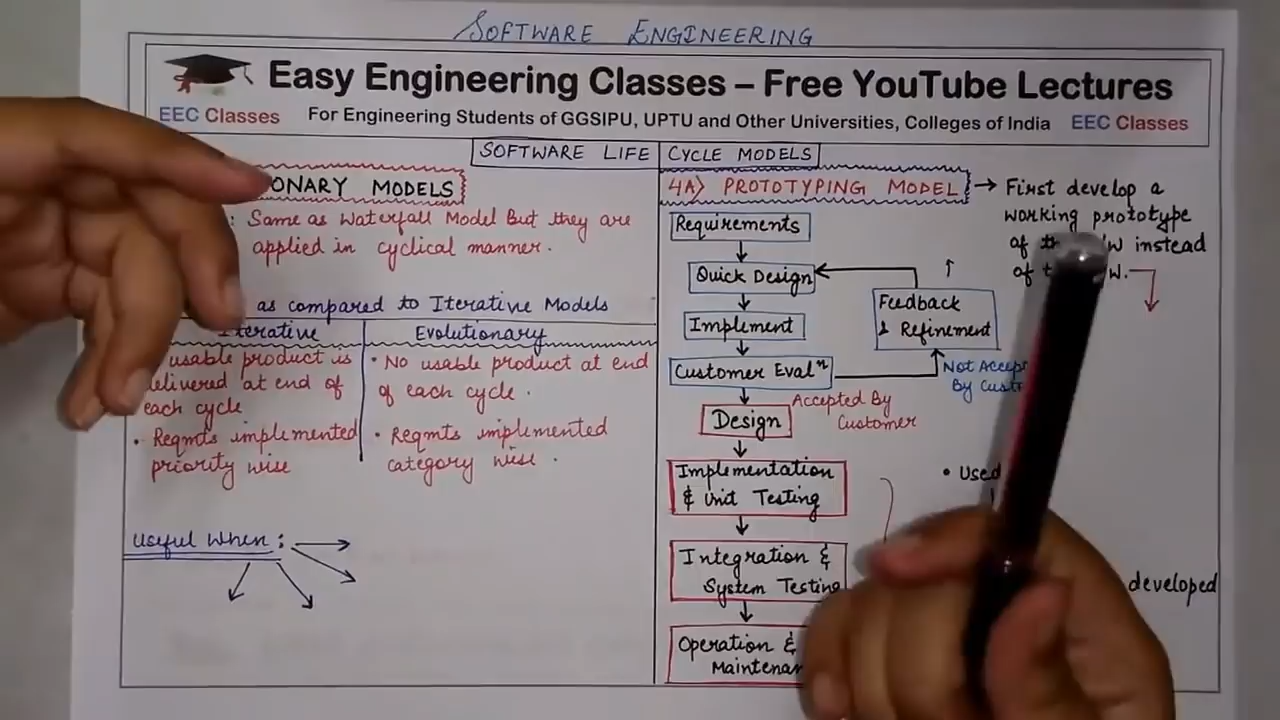 SOFTWARE ENGINEERING
Easy Engineering Classes – Free YouTube Lectures
EEC Classes For Engineering Students of GGSIPU, UPTU and Other Universities, Colleges of India EEC Classes
SOFTWARE LIFE CYCLE MODELS
ONARY MODELS
: Same as Waterfall Model But they are
applied in cyclical manner.
as compared to Iterative Models
Iterative
usable product is
delivered at end of
each cycle
• Reqmts implemented
priority wise
Evolutionary
• No usable product at end
of each cycle.
• Reqmts implemented
category wise.
Useful When:
4A) PROTOTYPING MODEL → First develop a
working prototype
of the /W instead
of W.
Requirements
Quick Design
Implement
Customer Evalⁿ
Feedback
& Refinement
Not Accep
By Cust
Accepted By
Customer
Design
Implementation
& Unit Testing
Integration &
System Testing
Operation &
Maintenan
• Used
developed